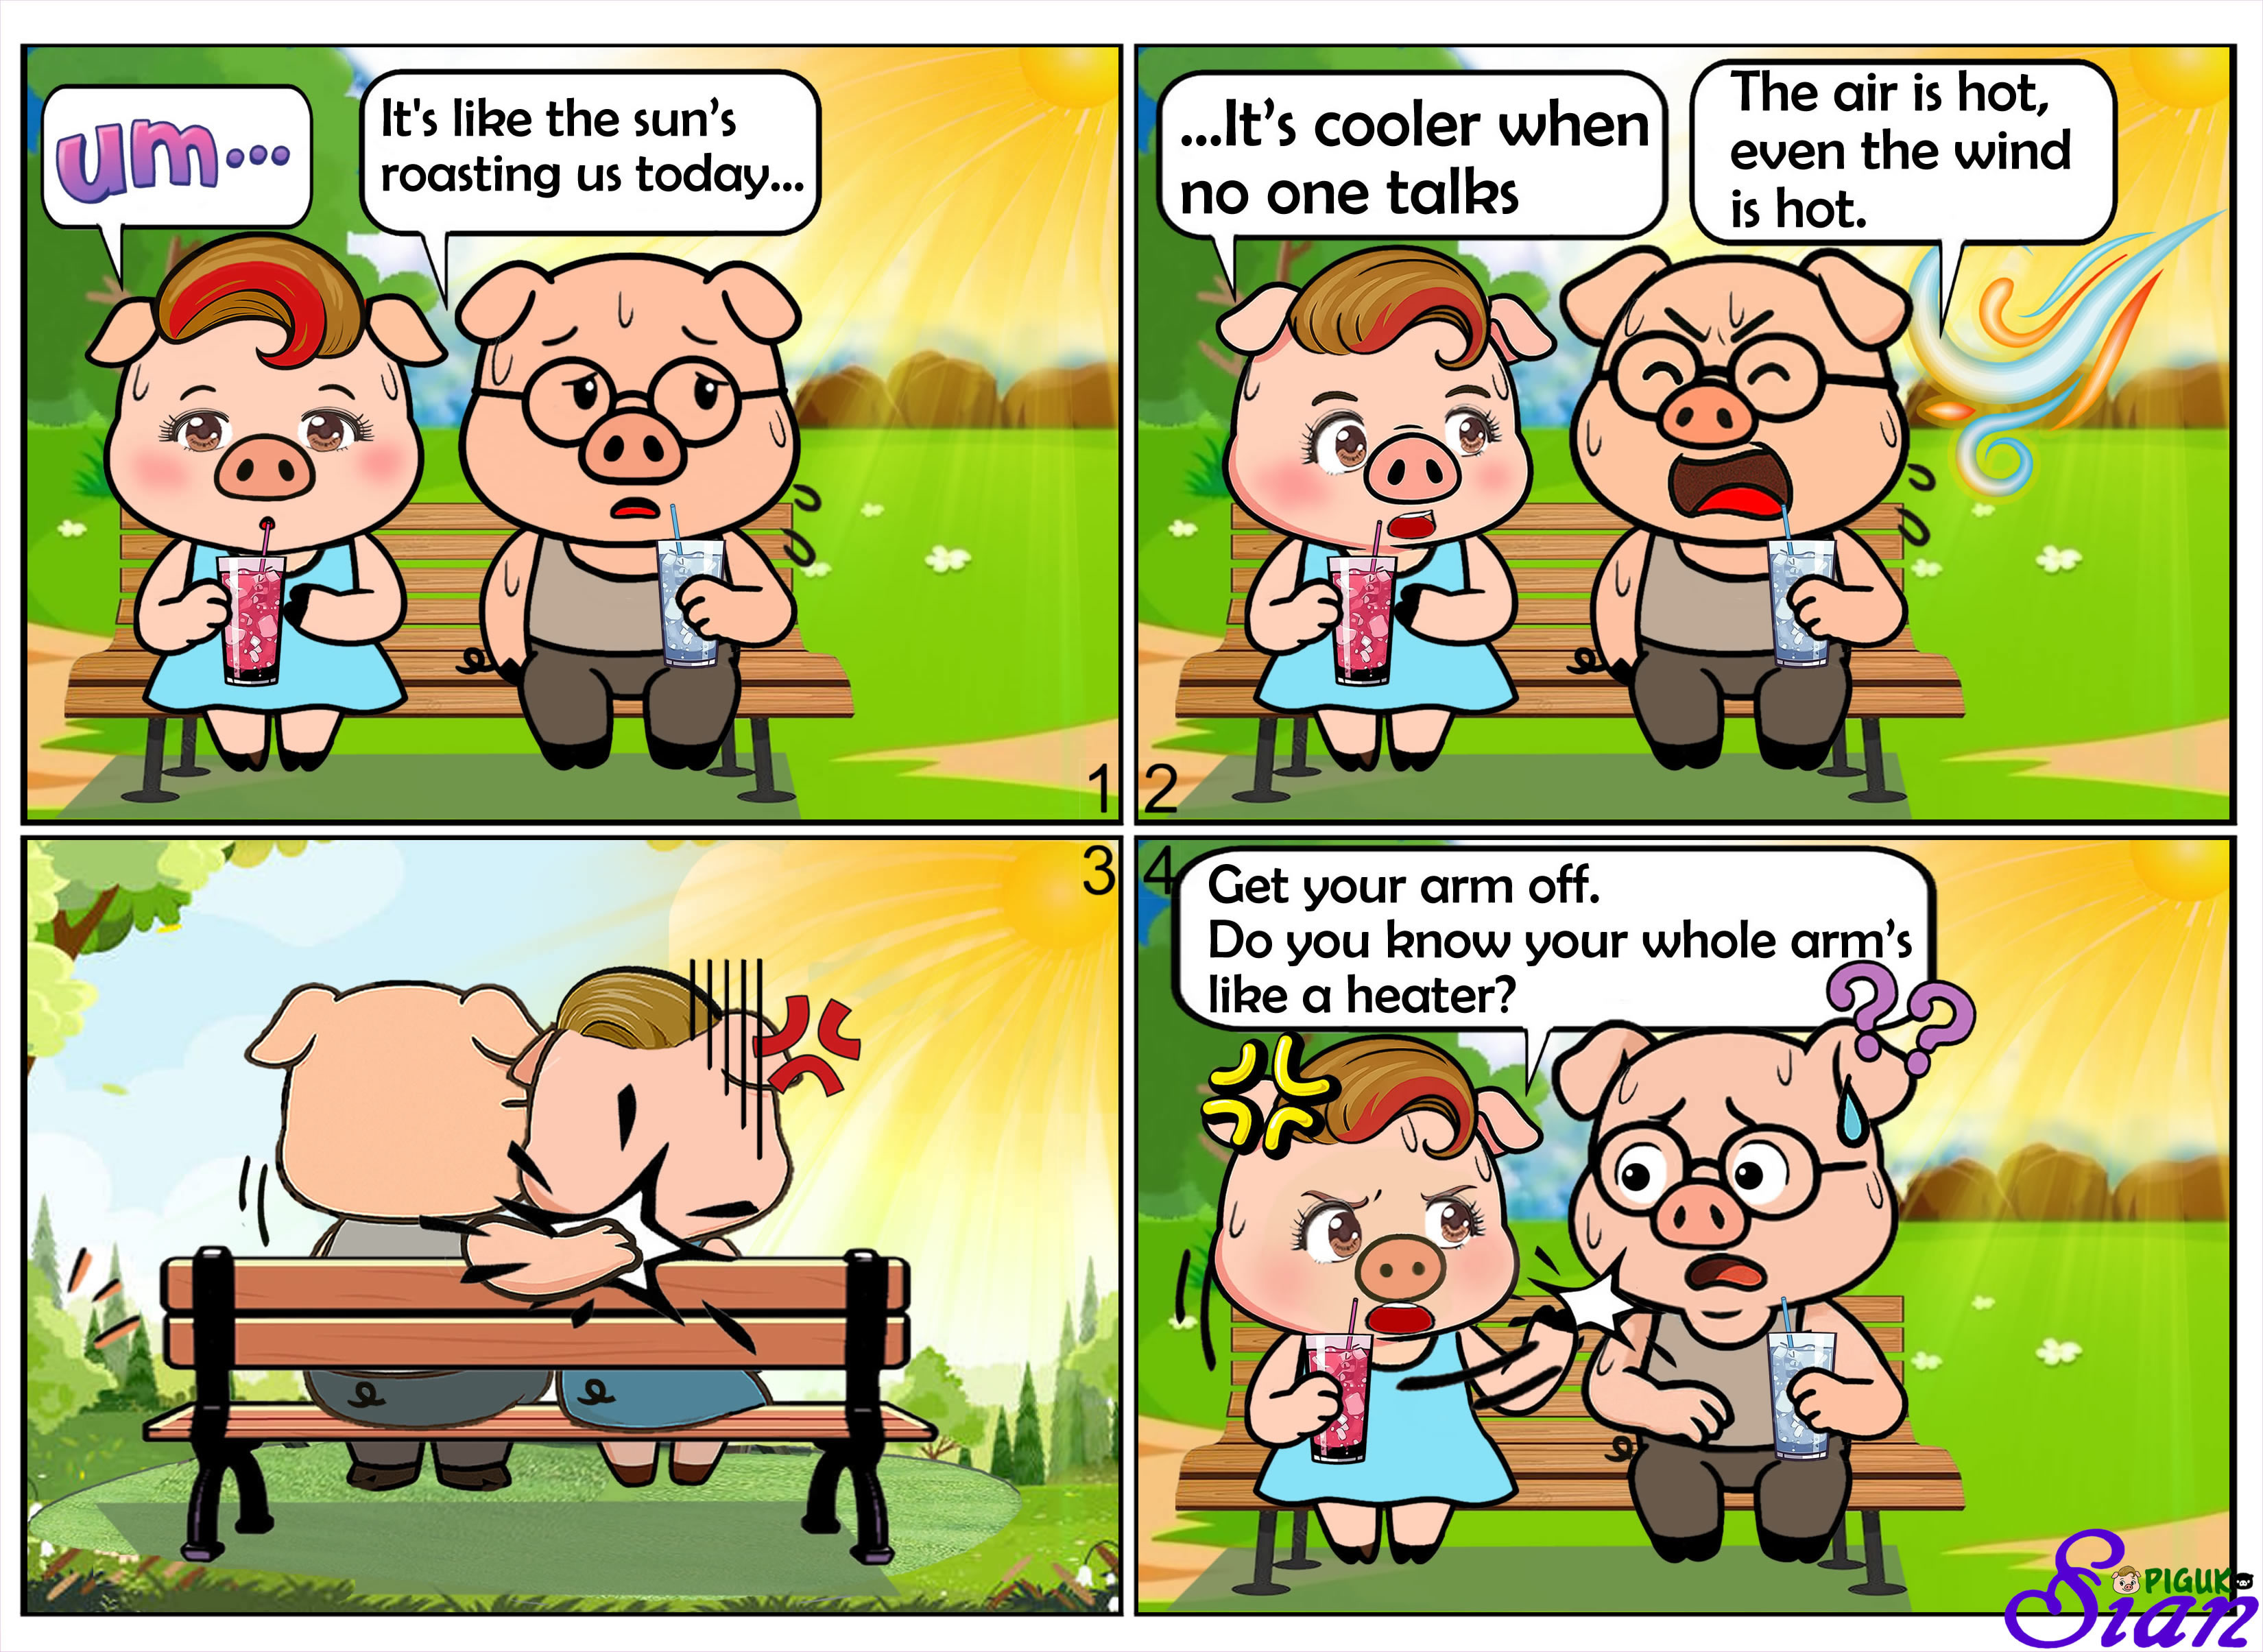 um...
It's like the sun’s
roasting us today...
1
...It’s cooler when
no one talks
The air is hot,
even the wind
is hot.
2
3
4
Get your arm off.
Do you know your whole arm’s
like a heater?
??
PIGUK
Sian